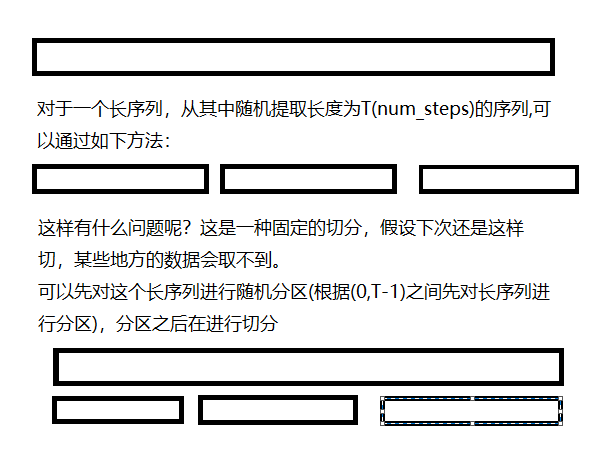 对于一个长序列，从其中随机提取长度为T(num_steps)的序列,可
以通过如下方法：
这样有什么问题呢？这是一种固定的切分，假设下次还是这样
切，某些地方的数据会取不到。
可以先对这个长序列进行随机分区(根据(0,T-1)之间先对长序列进
行分区)，分区之后在进行切分